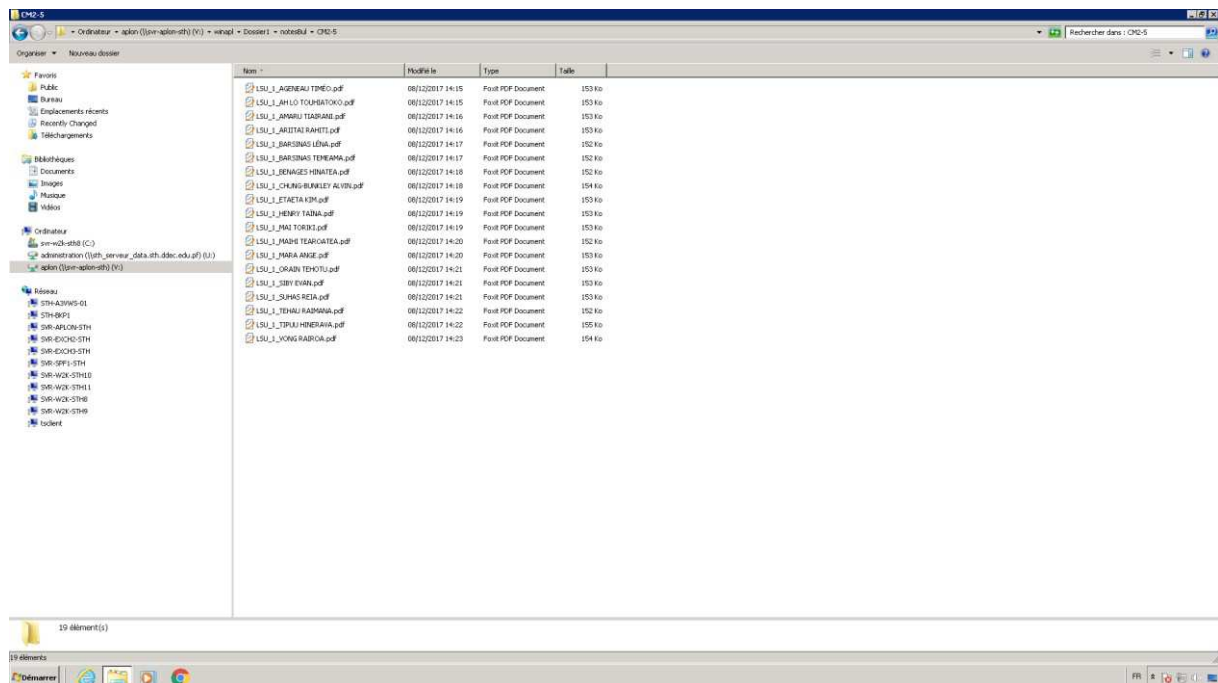 CM2-5
Ordinateur aplon (\\svr-aplon-sth) (V:) winapl Dossier1 notesBul CM2-5
Rechercher dans : CM2-5
Organiser Nouveau dossier
Favoris
Public
Bureau
Emplacements récents
Recently Changed
Téléchargements
Bibliothèques
Documents
Images
Musique
Vidéos
Ordinateur
svr-w2k-sth8 (C:)
administration (\\sth_serveur_data.sth.ddec.edu.pf) (U:)
aplon (\\svr-aplon-sth) (V:)
Réseau
STH-A3VWS-01
STH-BKP1
SVR-APLON-STH
SVR-EXCH2-STH
SVR-EXCH3-STH
SVR-SPF1-STH
SVR-W2K-STH10
SVR-W2K-STH11
SVR-W2K-STH8
SVR-W2K-STH9
tsclient
Nom Modifié le Type Taille
LSU_1_AGENEAU TIMÉO.pdf 08/12/2017 14:15 Foxit PDF Document 153 Ko
LSU_1_AH LO TOUHIATOKO.pdf 08/12/2017 14:15 Foxit PDF Document 153 Ko
LSU_1_AMARU TIAIRANI.pdf 08/12/2017 14:16 Foxit PDF Document 153 Ko
LSU_1_ARIITAI RAHITI.pdf 08/12/2017 14:16 Foxit PDF Document 153 Ko
LSU_1_BARSINAS LÉNA.pdf 08/12/2017 14:17 Foxit PDF Document 152 Ko
LSU_1_BARSINAS TEMEAMA.pdf 08/12/2017 14:17 Foxit PDF Document 152 Ko
LSU_1_BENAGES HINATEA.pdf 08/12/2017 14:18 Foxit PDF Document 152 Ko
LSU_1_CHUNG-BUNKLEY ALVIN.pdf 08/12/2017 14:18 Foxit PDF Document 154 Ko
LSU_1_ETAETA KIM.pdf 08/12/2017 14:19 Foxit PDF Document 153 Ko
LSU_1_HENRY TAÏNA.pdf 08/12/2017 14:19 Foxit PDF Document 153 Ko
LSU_1_MAI TORIKI.pdf 08/12/2017 14:19 Foxit PDF Document 153 Ko
LSU_1_MAIHI TEAROATEA.pdf 08/12/2017 14:20 Foxit PDF Document 152 Ko
LSU_1_MARA ANGE.pdf 08/12/2017 14:20 Foxit PDF Document 153 Ko
LSU_1_ORAIN TEHOTU.pdf 08/12/2017 14:21 Foxit PDF Document 153 Ko
LSU_1_SIBY EVAN.pdf 08/12/2017 14:21 Foxit PDF Document 153 Ko
LSU_1_SUHAS REIA.pdf 08/12/2017 14:21 Foxit PDF Document 153 Ko
LSU_1_TEHAU RAIMANA.pdf 08/12/2017 14:22 Foxit PDF Document 152 Ko
LSU_1_TIPUU HINERAVA.pdf 08/12/2017 14:22 Foxit PDF Document 155 Ko
LSU_1_VONG RAIROA.pdf 08/12/2017 14:23 Foxit PDF Document 154 Ko
19 élément(s)
19 éléments
Démarrer
FR